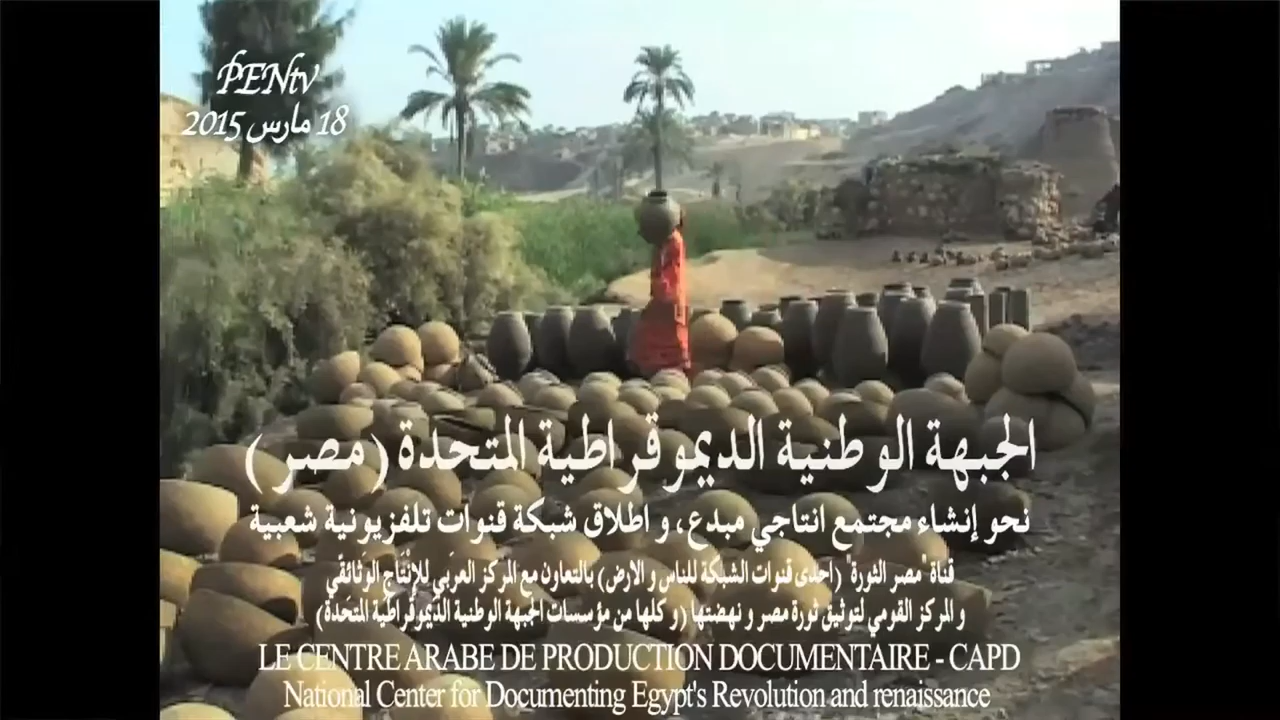 PENtv
18 مارس 2015
الجبهة الوطنية الديموقراطية المتحدة (مصر)
نحو إنشاء مجتمع انتاجي مبدع، و اطلاق شبكة قنوات تلفزيونية شعبية
قناة "مصر الثورة" (احدى قنوات الشبكة للناس و الارض) بالتعاون مع المركز العربي للإنتاج الوثائقي
و المركز القومي لتوثيق ثورة مصر و نهضتها (و كلها من مؤسسات الجبهة الوطنية الديموقراطية المتحدة)
LE CENTRE ARABE DE PRODUCTION DOCUMENTAIRE - CAPD
National Center for Documenting Egypt's Revolution and renaissance